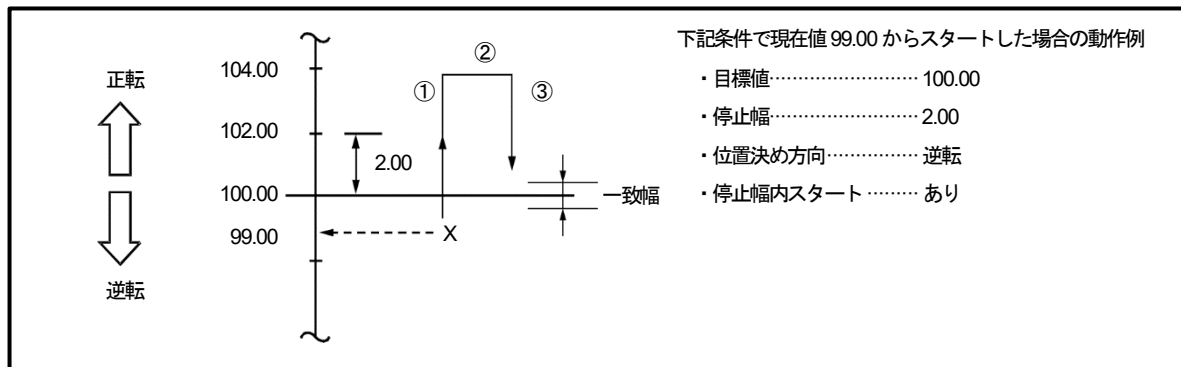 下記条件で現在値 99.00 からスタートした場合の動作例
・目標値························ 100.00
・停止幅························ 2.00
・位置決め方向··············· 逆転
・停止幅内スタート ········· あり
正転
逆転
104.00
102.00
100.00
99.00
2.00
①
②
③
X
一致幅